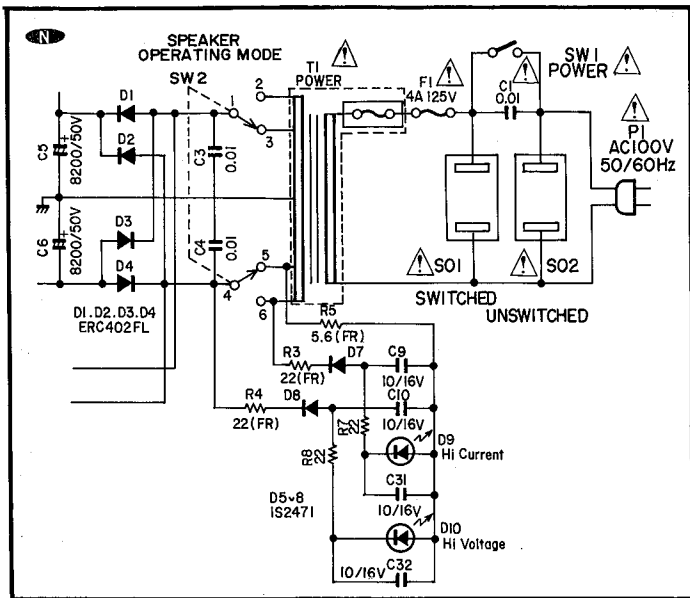 N
SPEAKER
OPERATING MODE
SW2
1
2
3
T1
POWER
F1
4A 125V
C1
0.01
SW1
POWER
P1
AC100V
50/60Hz
D1
D2
D3
D4
C5
8200/50V
+
C6
8200/50V
+
C3
0.01
C4
0.01
4
5
6
SO1
SWITCHED
SO2
UNSWITCHED
D1.D2.D3.D4
ERC402FL
R5
5.6(FR)
R3
22(FR)
D7
C9
10/16V
R4
22(FR)
D8
C10
10/16V
R7
22
D9
Hi Current
R8
22
C31
10/16V
D5~8
1S2471
D10
Hi Voltage
10/16V
C32